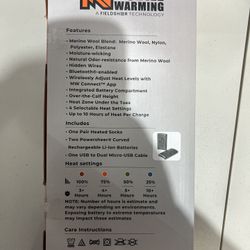 WARMING
A FIELDSHEER TECHNOLOGY
Features
• Merino Wool Blend: Merino Wool, Nylon,
Polyester, Elastane
• Moisture-wicking
• Natural Odor-resistance from Merino Wool
• Hidden Wires
• Bluetooth®-enabled
• Wirelessly Adjust Heat Levels with
MW Connect™ App
• Integrated Battery Compartment
• Over-the-Calf Height
• Heat Zone Under the Toes
• 4 Selectable Heat Settings
• Up to 10 Hours of Heat Per Charge
Includes
• One Pair Heated Socks
• Two Powersheer® Curved
Rechargeable Li-Ion Batteries
• One USB to Dual Micro-USB Cable
Heat settings
100% 75% 50% 25%
3+ 4+ 5+ 10+
Hours Hours Hours Hours
NOTE: Number of hours is estimate and
may vary depending on environments.
Exposing battery to extreme temperatures
may impact these estimates
Care Instructions